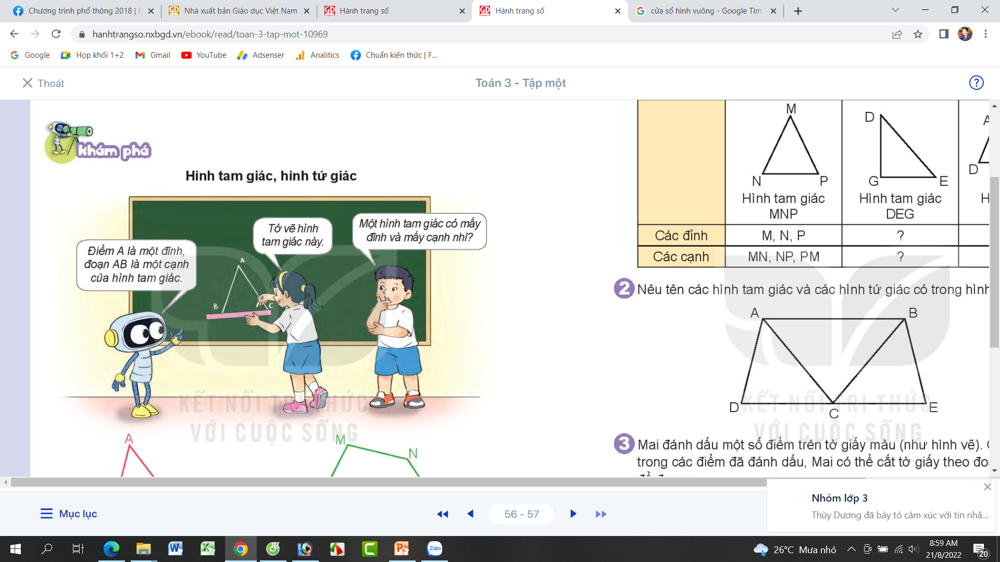 Chương trình phổ thông 2018 | F
Nhà xuất bản Giáo dục Việt Nam
Hành trang số
Hành trang số
cửa sổ hình vuông - Google Tìm
hanhtrangso.nxbgd.vn/ebook/read/toan-3-tap-mot-10969
Google
Họp khối 1+2
Gmail
YouTube
Adsenser
Analitics
Chuẩn kiến thức | F...
Thoát
Toán 3 - Tập một
?
khám phá
Hình tam giác, hình tứ giác
Điểm A là một đỉnh,
đoạn AB là một cạnh
của hình tam giác.
Tớ vẽ hình
tam giác này.
Một hình tam giác có mấy
đỉnh và mấy cạnh nhỉ?
A
B
C
KẾT NỐI TRI THỨC
VỚI CUỘC SỐNG
A
M
N
M
N
P
Hình tam giác
MNP
D
G
E
Hình tam giác
DEG
A
D
H
Các đỉnh
M, N, P
?
Các cạnh
MN, NP, PM
?
2 Nêu tên các hình tam giác và các hình tứ giác có trong hình
A
B
D
C
E
KẾT NỐI TRI THỨC
VỚI CUỘC SỐNG
3 Mai đánh dấu một số điểm trên tờ giấy màu (như hình vẽ).
trong các điểm đã đánh dấu, Mai có thể cắt tờ giấy theo đo
Mục lục
56 - 57
Nhóm lớp 3
Thùy Dương đã bày tỏ cảm xúc với tin nhắ...
Zalo
26°C Mưa nhỏ
8:59 AM
21/8/2022
20